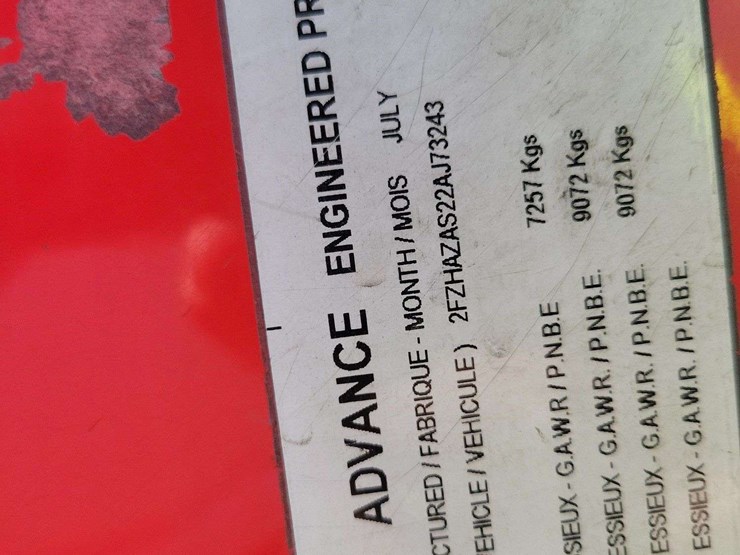 ADVANCE ENGINEERED PR
CTURED / FABRIQUE - MONTH / MOIS JULY
EHICLE / VEHICULE ) 2FZHAZAS22AJ73243
SIEUX - G.A.W.R / P.N.B.E 7257 Kgs
ESSIEUX - G.A.W.R. / P.N.B.E. 9072 Kgs
ESSIEUX - G.A.W.R. / P.N.B.E. 9072 Kgs
ESSIEUX - G.A.W.R. / P.N.B.E.